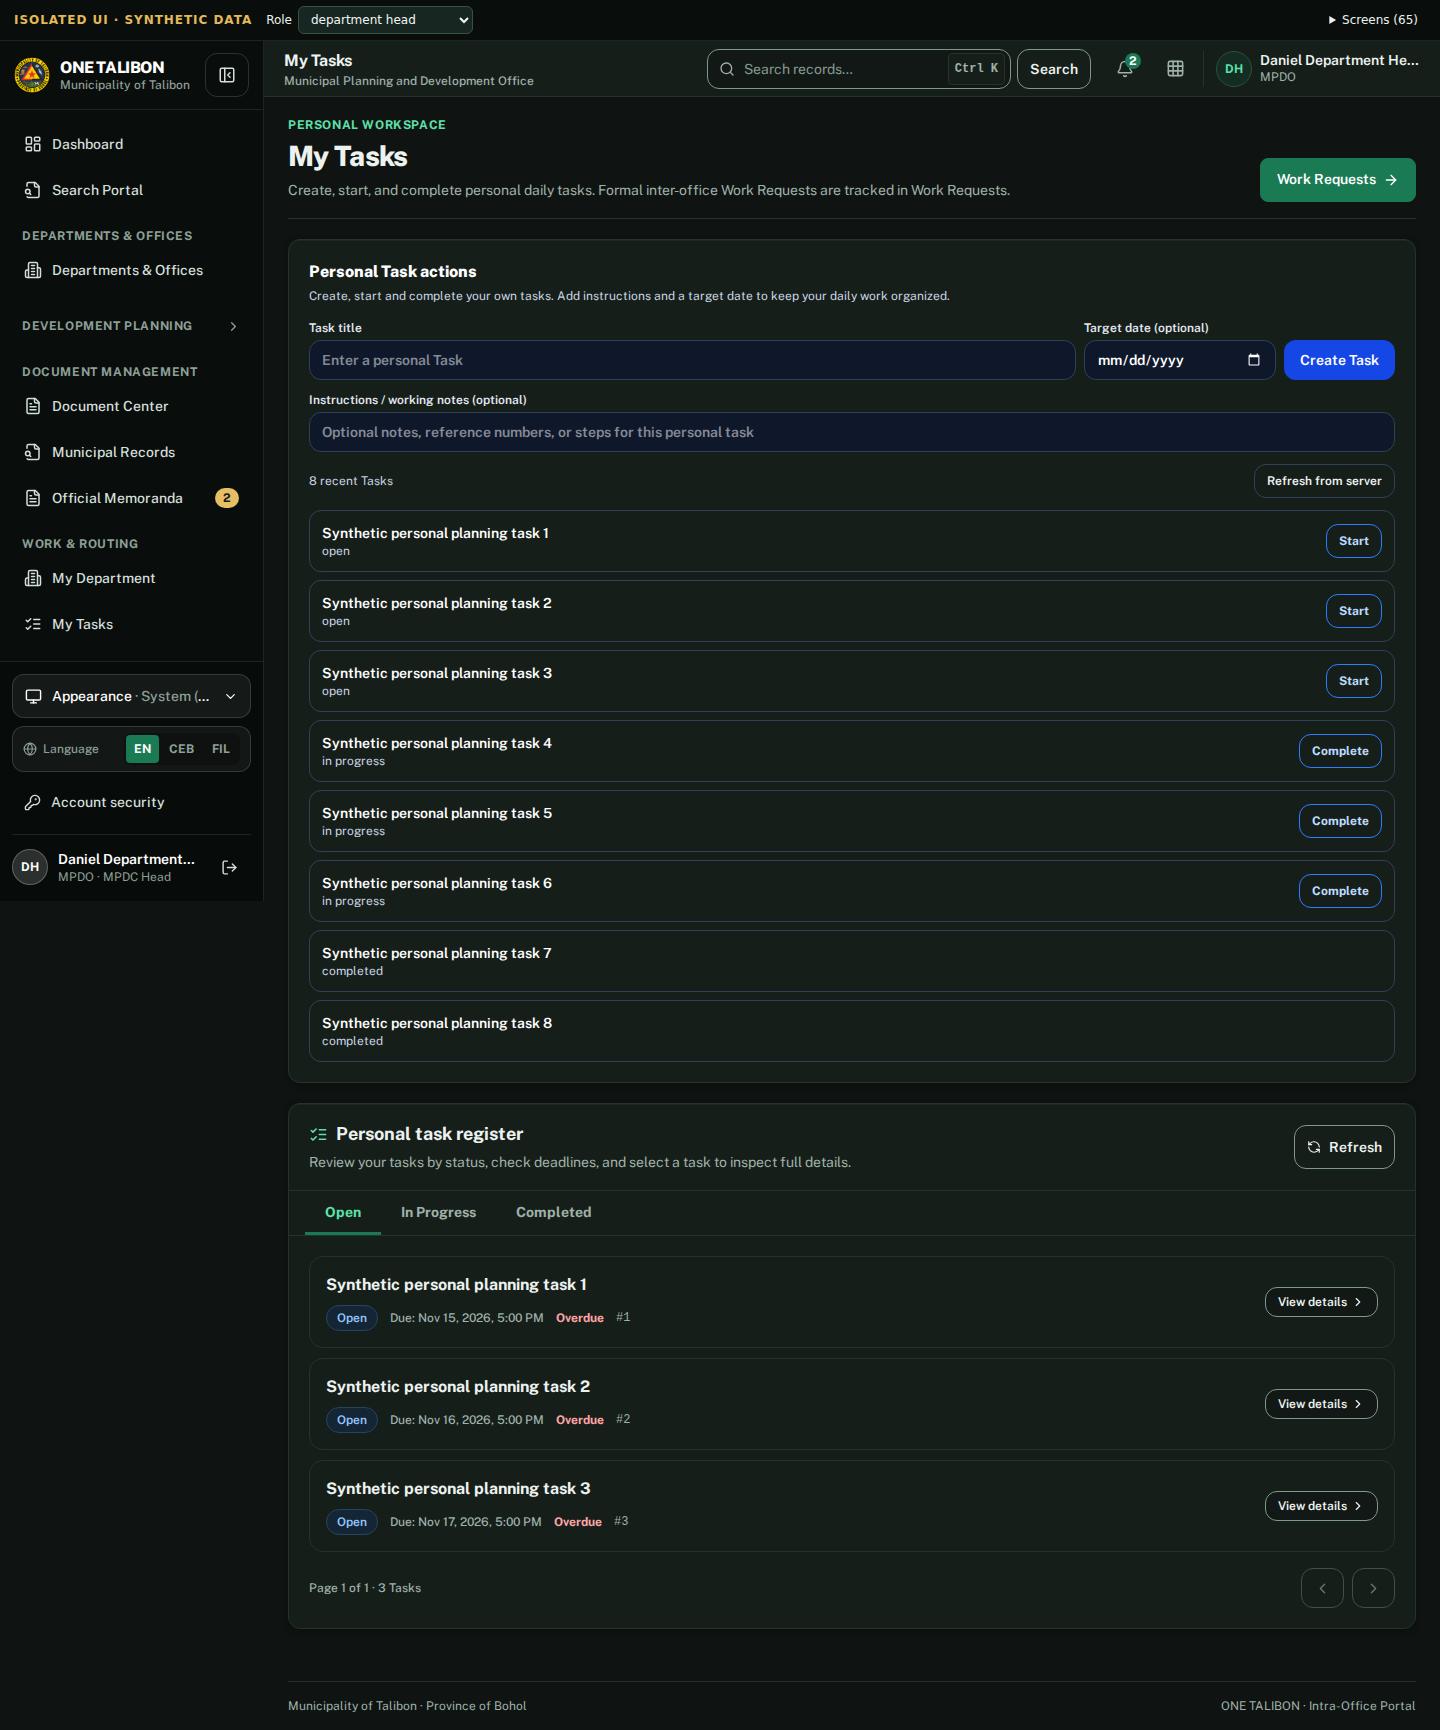 ISOLATED UI · SYNTHETIC DATA Role department head Screens (65)
ONE TALIBON
Municipality of Talibon
My Tasks
Municipal Planning and Development Office
Search records... Ctrl K Search 2 DH Daniel Department He...
MPDO
Dashboard
Search Portal
DEPARTMENTS & OFFICES
Departments & Offices
DEVELOPMENT PLANNING
DOCUMENT MANAGEMENT
Document Center
Municipal Records
Official Memoranda 2
WORK & ROUTING
My Department
My Tasks
Appearance · System (...
Language EN CEB FIL
Account security
DH Daniel Department...
MPDO · MPDC Head
PERSONAL WORKSPACE
My Tasks
Create, start, and complete personal daily tasks. Formal inter-office Work Requests are tracked in Work Requests.
Work Requests
Personal Task actions
Create, start and complete your own tasks. Add instructions and a target date to keep your daily work organized.
Task title Target date (optional)
Enter a personal Task mm/dd/yyyy Create Task
Instructions / working notes (optional)
Optional notes, reference numbers, or steps for this personal task
8 recent Tasks Refresh from server
Synthetic personal planning task 1
open
Start
Synthetic personal planning task 2
open
Start
Synthetic personal planning task 3
open
Start
Synthetic personal planning task 4
in progress
Complete
Synthetic personal planning task 5
in progress
Complete
Synthetic personal planning task 6
in progress
Complete
Synthetic personal planning task 7
completed
Synthetic personal planning task 8
completed
Personal task register
Review your tasks by status, check deadlines, and select a task to inspect full details.
Refresh
Open In Progress Completed
Synthetic personal planning task 1
Open Due: Nov 15, 2026, 5:00 PM Overdue #1
View details
Synthetic personal planning task 2
Open Due: Nov 16, 2026, 5:00 PM Overdue #2
View details
Synthetic personal planning task 3
Open Due: Nov 17, 2026, 5:00 PM Overdue #3
View details
Page 1 of 1 · 3 Tasks
Municipality of Talibon · Province of Bohol ONE TALIBON · Intra-Office Portal